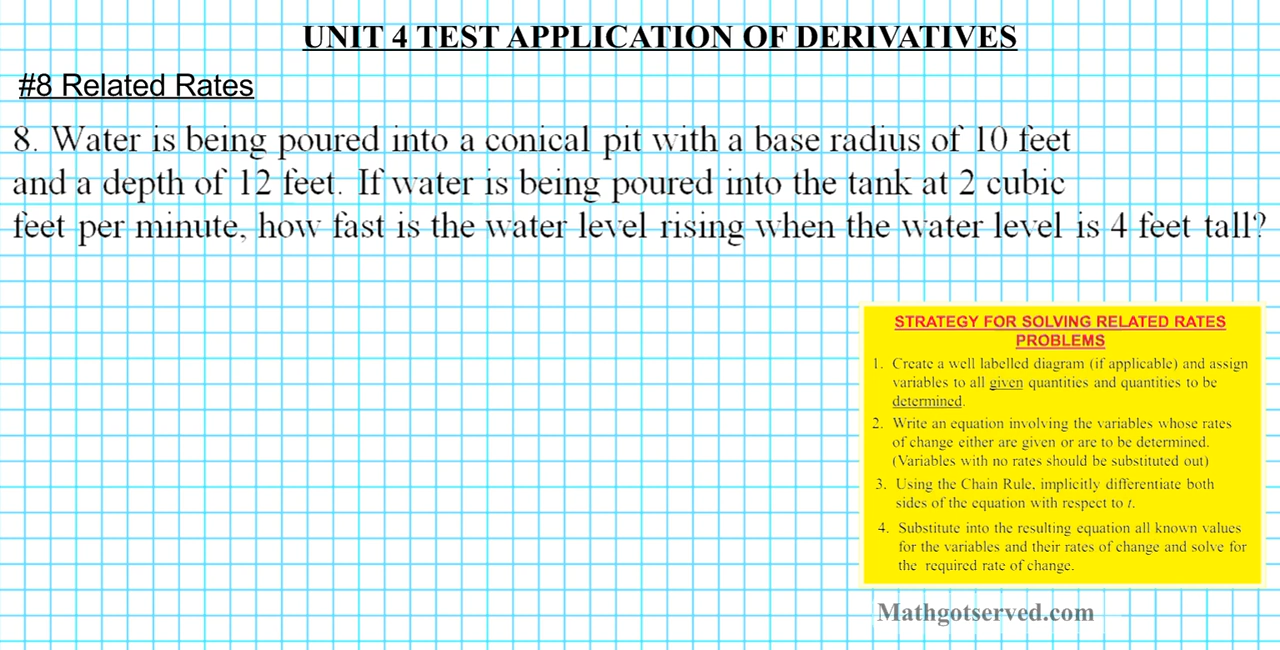 UNIT 4 TEST APPLICATION OF DERIVATIVES
#8 Related Rates
8. Water is being poured into a conical pit with a base radius of 10 feet
and a depth of 12 feet. If water is being poured into the tank at 2 cubic
feet per minute, how fast is the water level rising when the water level is 4 feet tall?
STRATEGY FOR SOLVING RELATED RATES
PROBLEMS
1. Create a well labelled diagram (if applicable) and assign
variables to all given quantities and quantities to be
determined.
2. Write an equation involving the variables whose rates
of change either are given or are to be determined.
(Variables with no rates should be substituted out)
3. Using the Chain Rule, implicitly differentiate both
sides of the equation with respect to t.
4. Substitute into the resulting equation all known values
for the variables and their rates of change and solve for
the required rate of change.
Mathgotserved.com